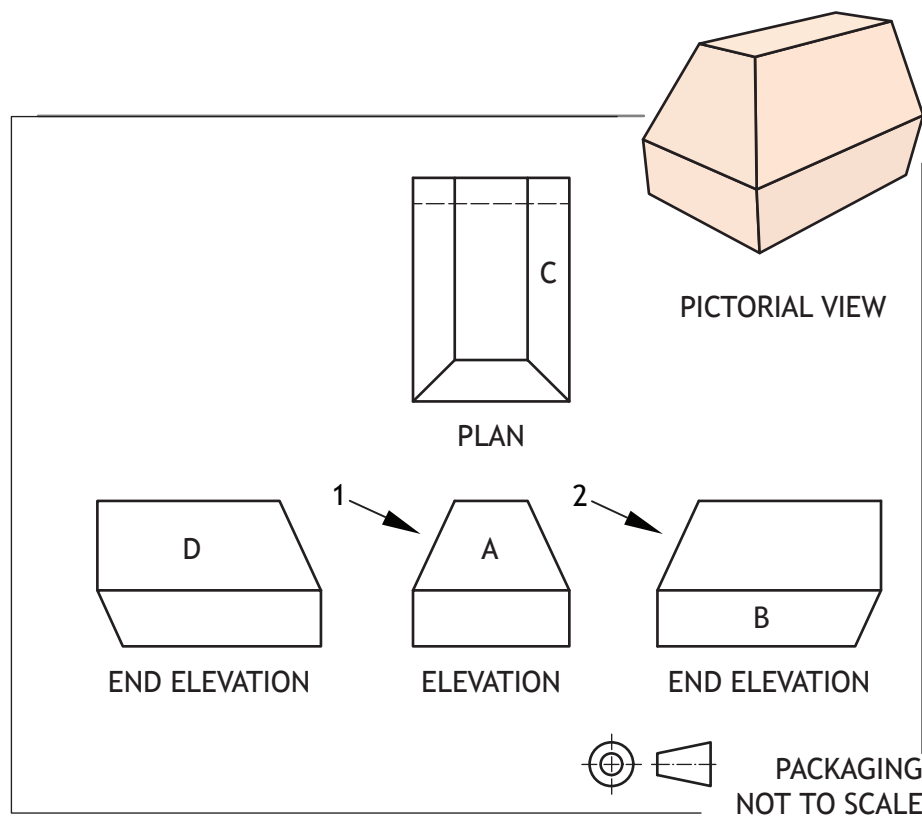 PICTORIAL VIEW
C
PLAN
1
2
D
A
B
END ELEVATION
ELEVATION
END ELEVATION
PACKAGING
NOT TO SCALE